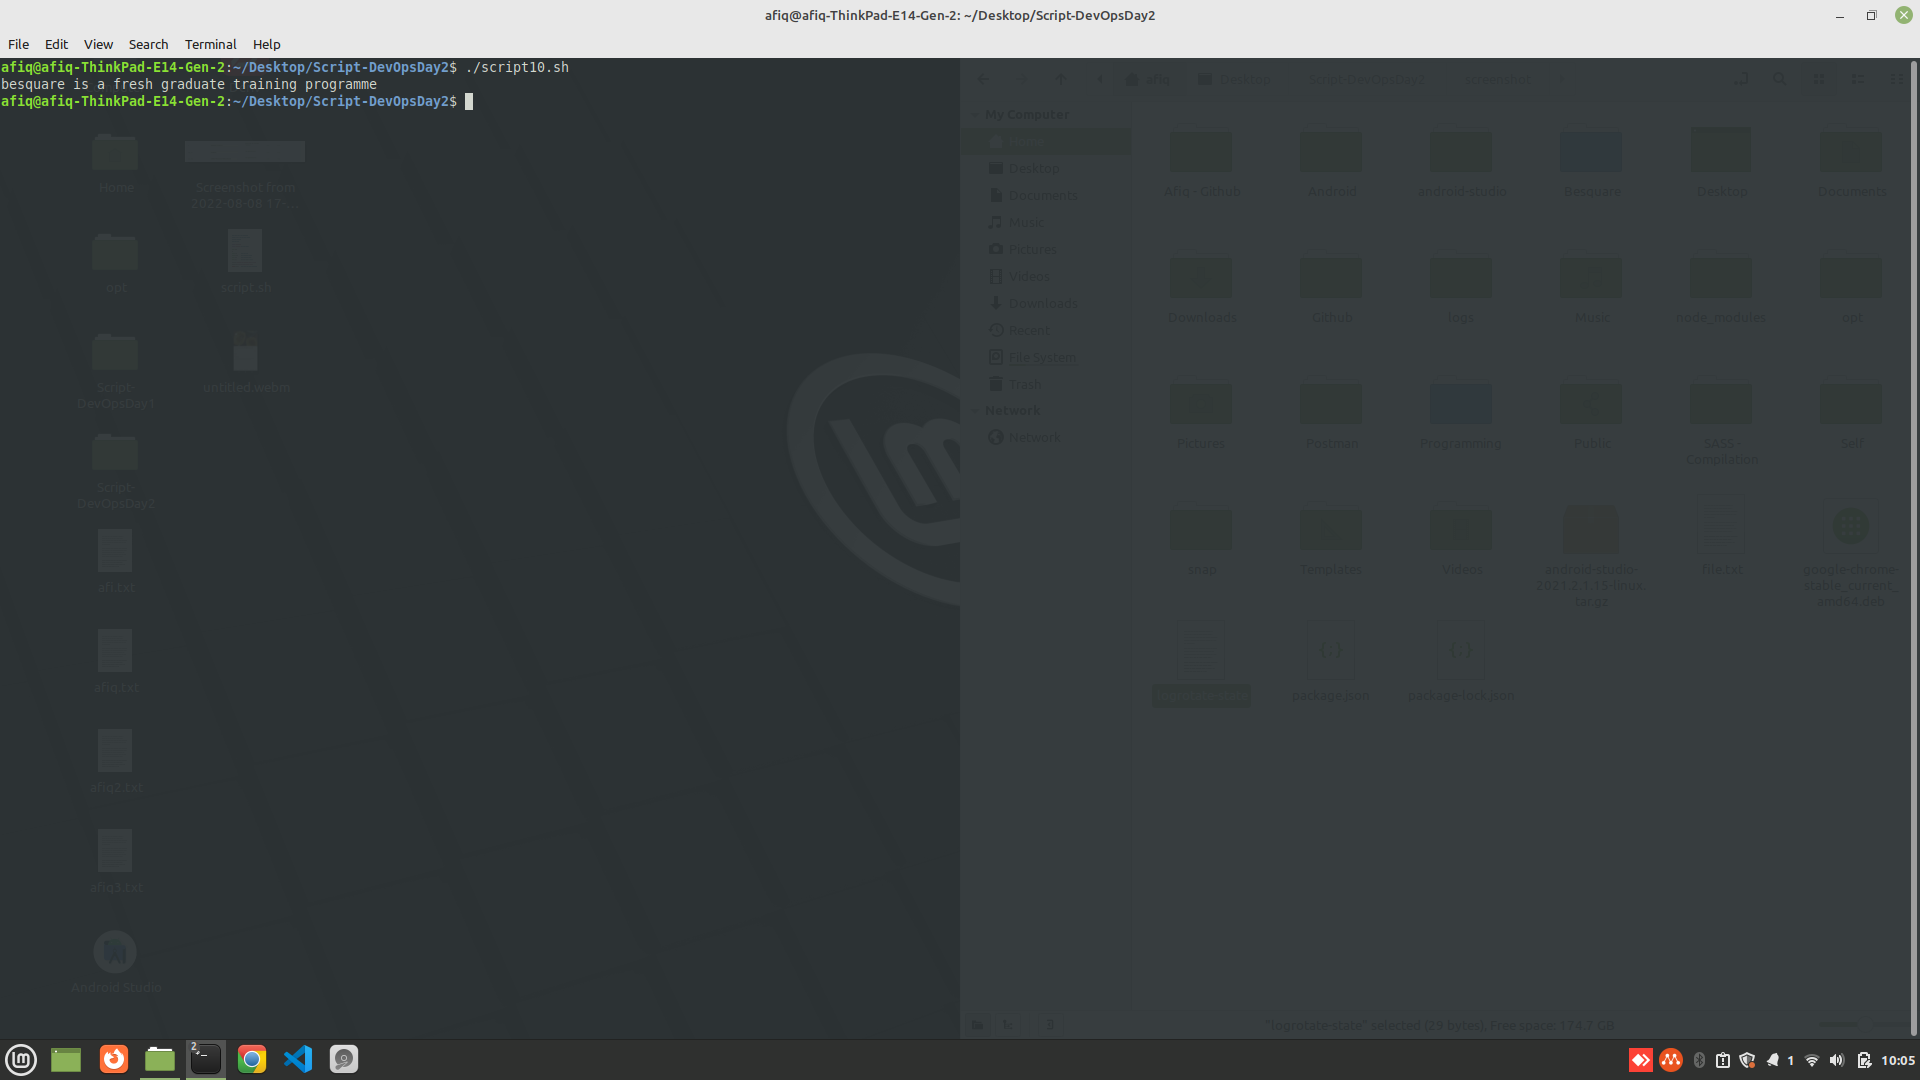 afiq@afiq-ThinkPad-E14-Gen-2: ~/Desktop/Script-DevOpsDay2
File Edit View Search Terminal Help
afiq@afiq-ThinkPad-E14-Gen-2:~/Desktop/Script-DevOpsDay2$ ./script10.sh
besquare is a fresh graduate training programme
afiq@afiq-ThinkPad-E14-Gen-2:~/Desktop/Script-DevOpsDay2$
Home
Screenshot from
2022-08-08 17-...
opt
script.sh
Script-
DevOpsDay1
untitled.webm
Script-
DevOpsDay2
afi.txt
afiq.txt
afiq2.txt
afiq3.txt
Android Studio
afiq Desktop Script-DevOpsDay2 screenshot
My Computer
Desktop
Documents
Music
Pictures
Videos
Downloads
Recent
File System
Trash
Network
Network
Afiq - Github Android android-studio Besquare Desktop Documents
Downloads Github logs Music node_modules opt
Pictures Postman Programming Public SASS - Self
Compilation
snap Templates Videos android-studio- file.txt google-chrome-
2021.2.1.15-linux. stable_current_
tar.gz amd64.deb
package.json package-lock.json
"logrotate-state" selected (29 bytes), Free space: 174.7 GB
2
1 10:05